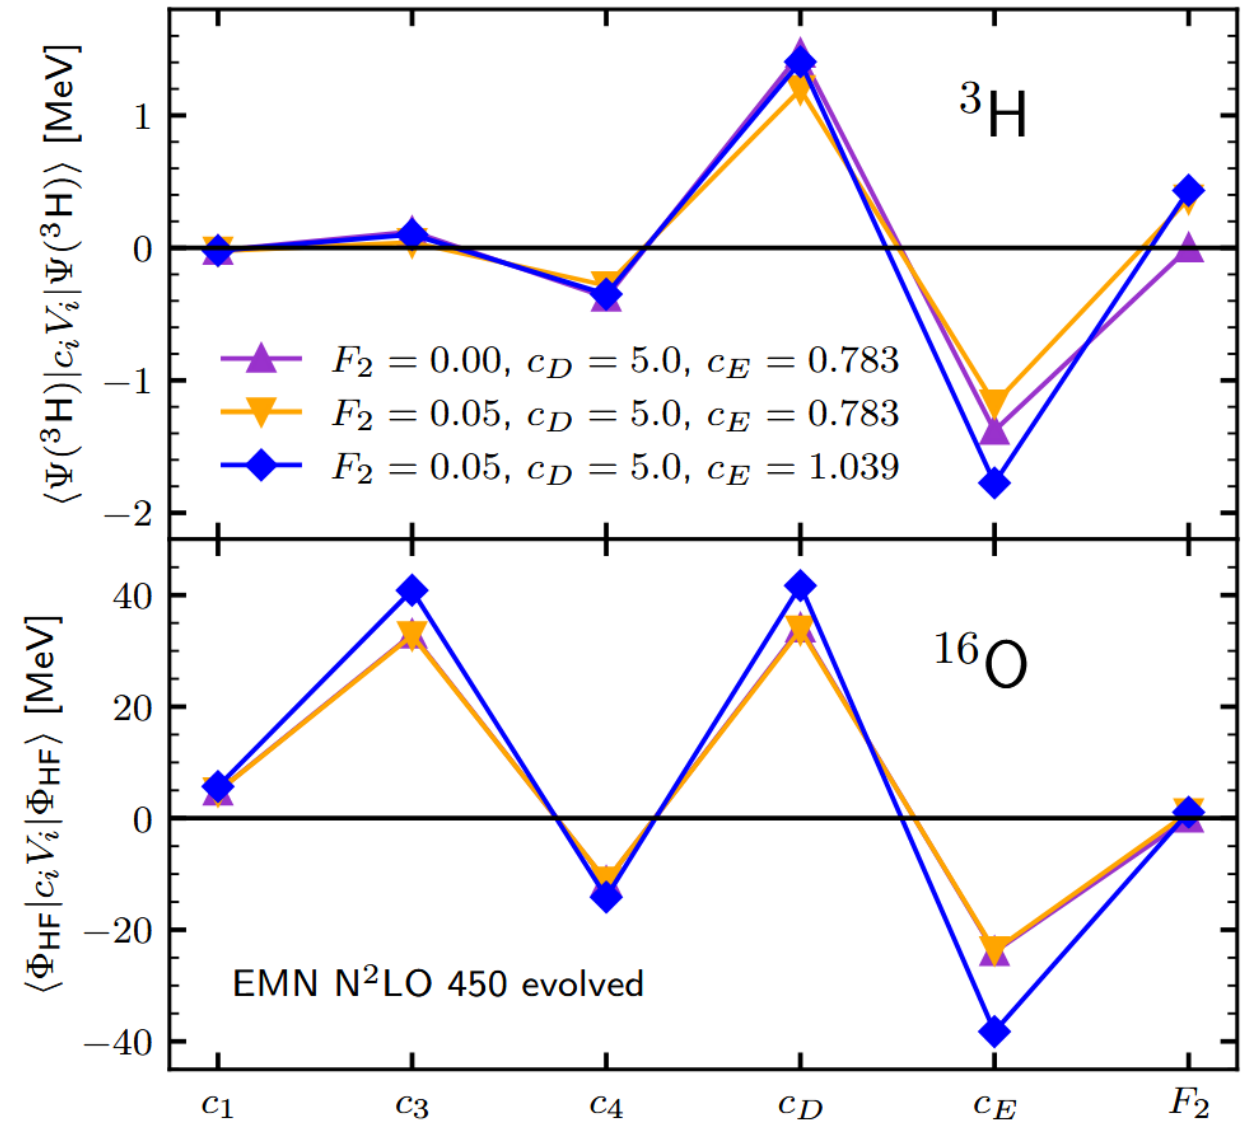 ⟨Ψ(³H)|cᵢVᵢ|Ψ(³H)⟩ [MeV]
1
0
−1
−2
³H
F₂ = 0.00, c_D = 5.0, c_E = 0.783
F₂ = 0.05, c_D = 5.0, c_E = 0.783
F₂ = 0.05, c_D = 5.0, c_E = 1.039
⟨Φ_HF|cᵢVᵢ|Φ_HF⟩ [MeV]
40
20
0
−20
−40
¹⁶O
EMN N²LO 450 evolved
c₁ c₃ c₄ c_D c_E F₂